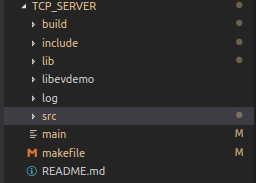 TCP_SERVER
build
include
lib
libevdemo
log
src
main M
makefile M
README.md